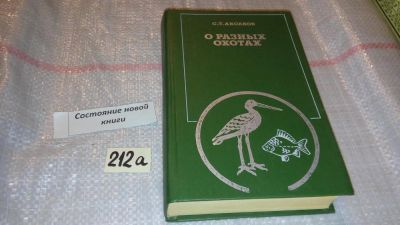 С.Т. АКСАКОВ
О РАЗНЫХ
ОХОТАХ
Состояние новой
книги
212а